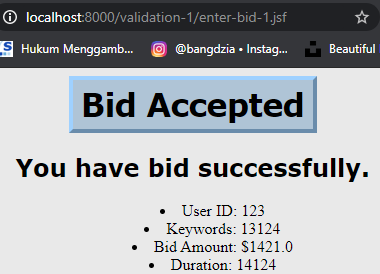 localhost:8000/validation-1/enter-bid-1.jsf
S Hukum Menggamb... @bangdzia • Instag... Beautiful
Bid Accepted
You have bid successfully.
• User ID: 123
• Keywords: 13124
• Bid Amount: $1421.0
• Duration: 14124